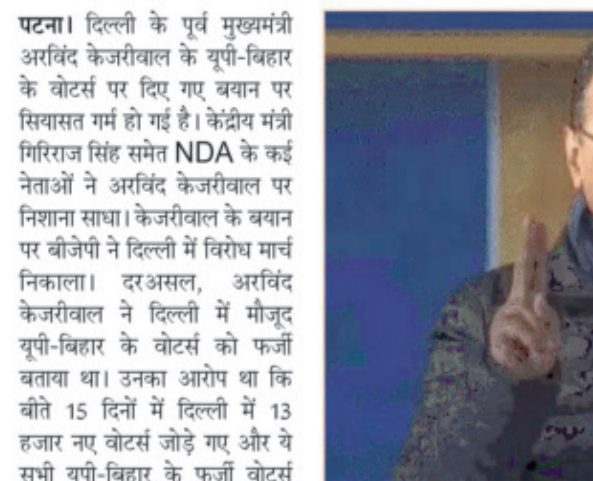 पटना। दिल्ली के पूर्व मुख्यमंत्री
अरविंद केजरीवाल के यूपी-बिहार
के वोटर्स पर दिए गए बयान पर
सियासत गर्म हो गई है। केंद्रीय मंत्री
गिरिराज सिंह समेत NDA के कई
नेताओं ने अरविंद केजरीवाल पर
निशाना साधा। केजरीवाल के बयान
पर बीजेपी ने दिल्ली में विरोध मार्च
निकाला। दरअसल, अरविंद
केजरीवाल ने दिल्ली में मौजूद
यूपी-बिहार के वोटर्स को फर्जी
बताया था। उनका आरोप था कि
बीते 15 दिनों में दिल्ली में 13
हजार नए वोटर्स जोड़े गए और ये
सभी यूपी-बिहार के फर्जी वोटर्स